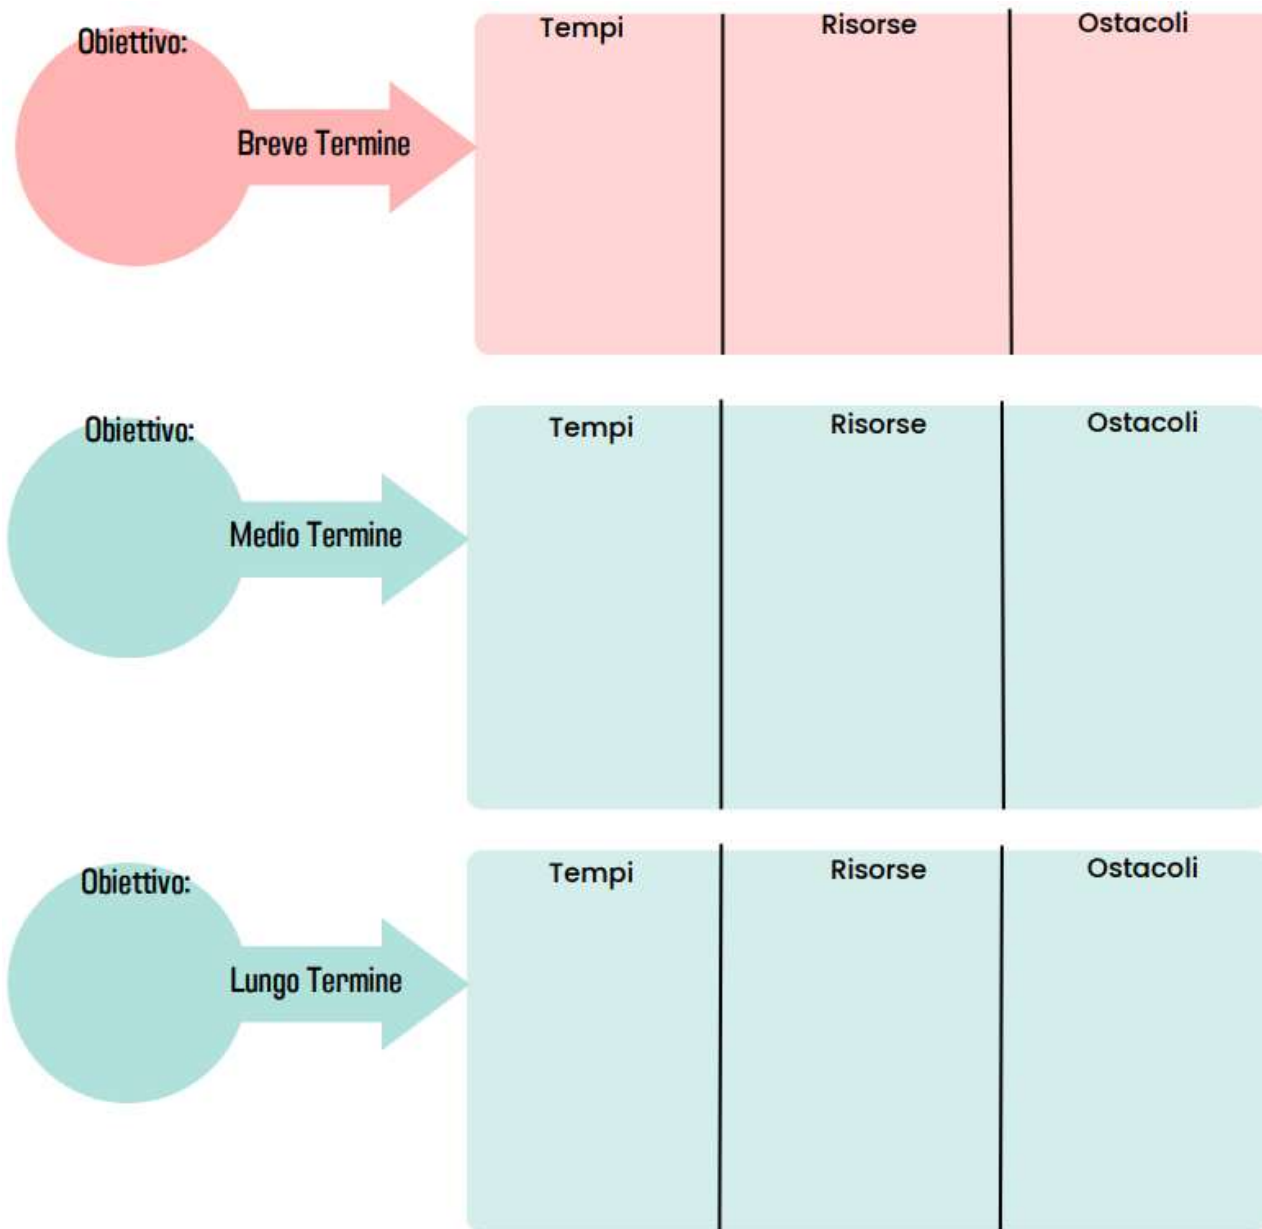 Obiettivo:
Tempi
Risorse
Ostacoli
Breve Termine
Obiettivo:
Tempi
Risorse
Ostacoli
Medio Termine
Obiettivo:
Tempi
Risorse
Ostacoli
Lungo Termine